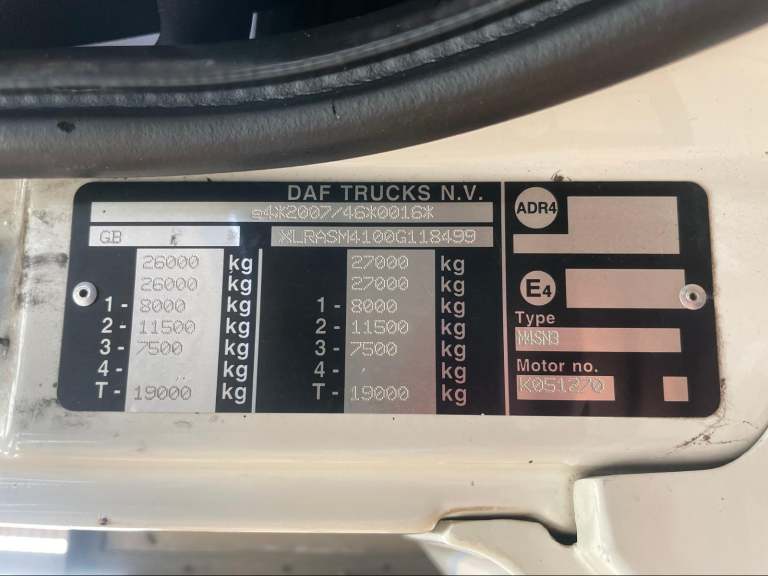 DAF TRUCKS N.V.
e4*2007/46*0016*
GB XLRASM4100G118499
26000 kg 27000 kg
26000 kg 27000 kg
1- 8000 kg 1- 8000 kg
2- 11500 kg 2- 11500 kg
3- 7500 kg 3- 7500 kg
4- kg 4- kg
T- 19000 kg T- 19000 kg
ADR4
E4
Type
M4SN3
Motor no.
K051270